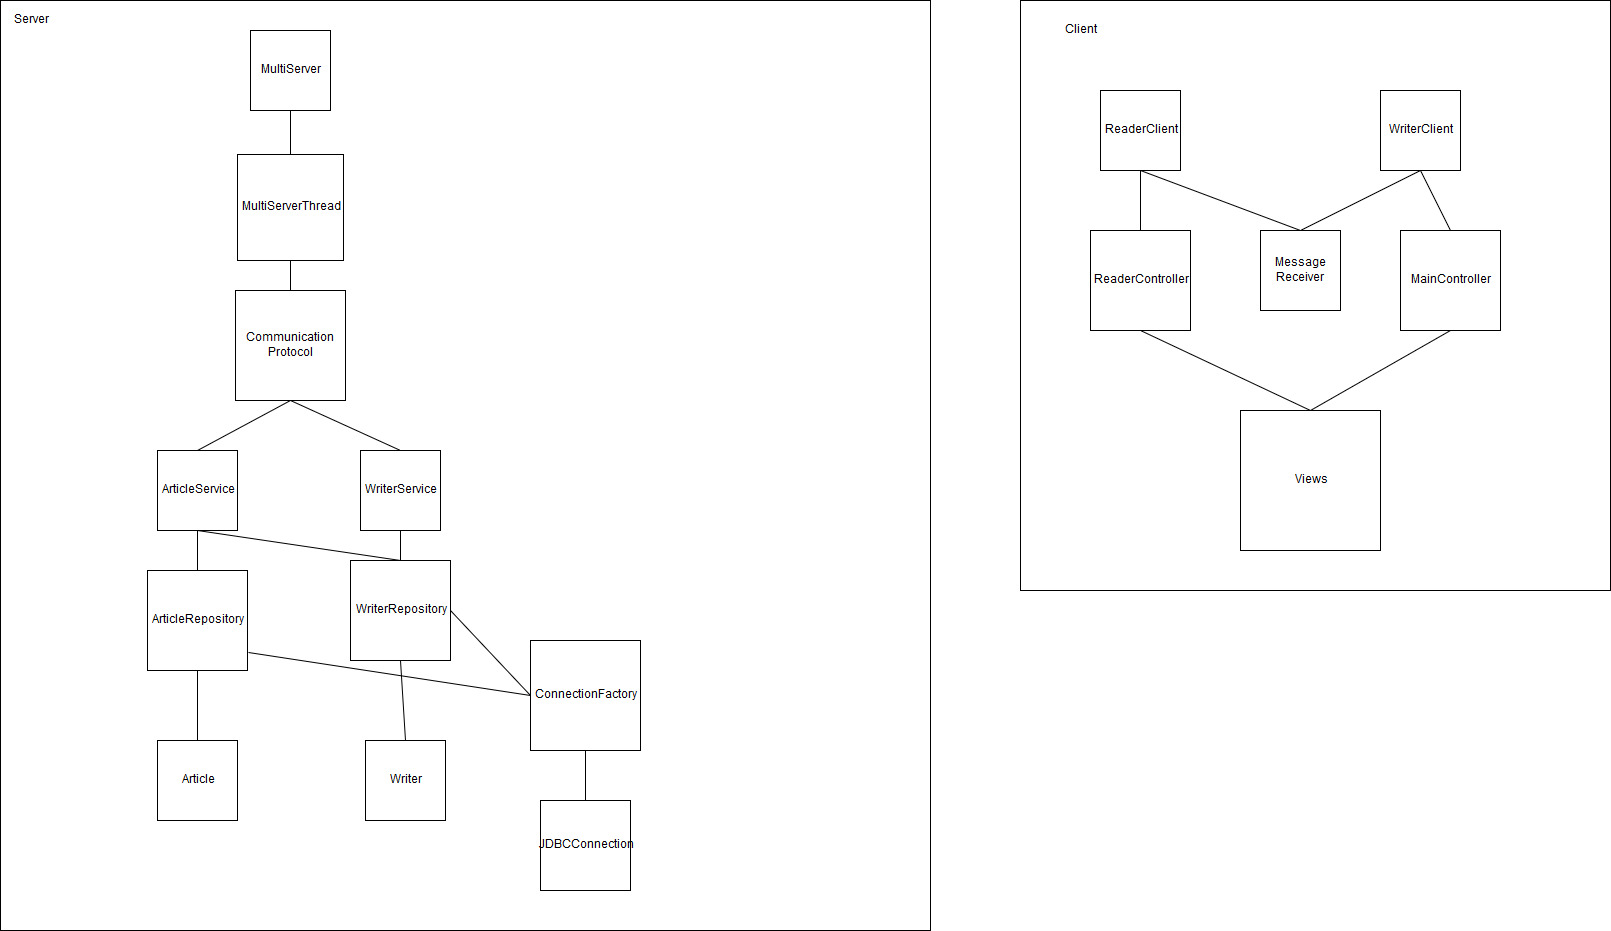 Server
MultiServer
MultiServerThread
Communication
Protocol
ArticleService
WriterService
ArticleRepository
WriterRepository
ConnectionFactory
Article
Writer
JDBCConnection
Client
ReaderClient
WriterClient
ReaderController
Message
Receiver
MainController
Views